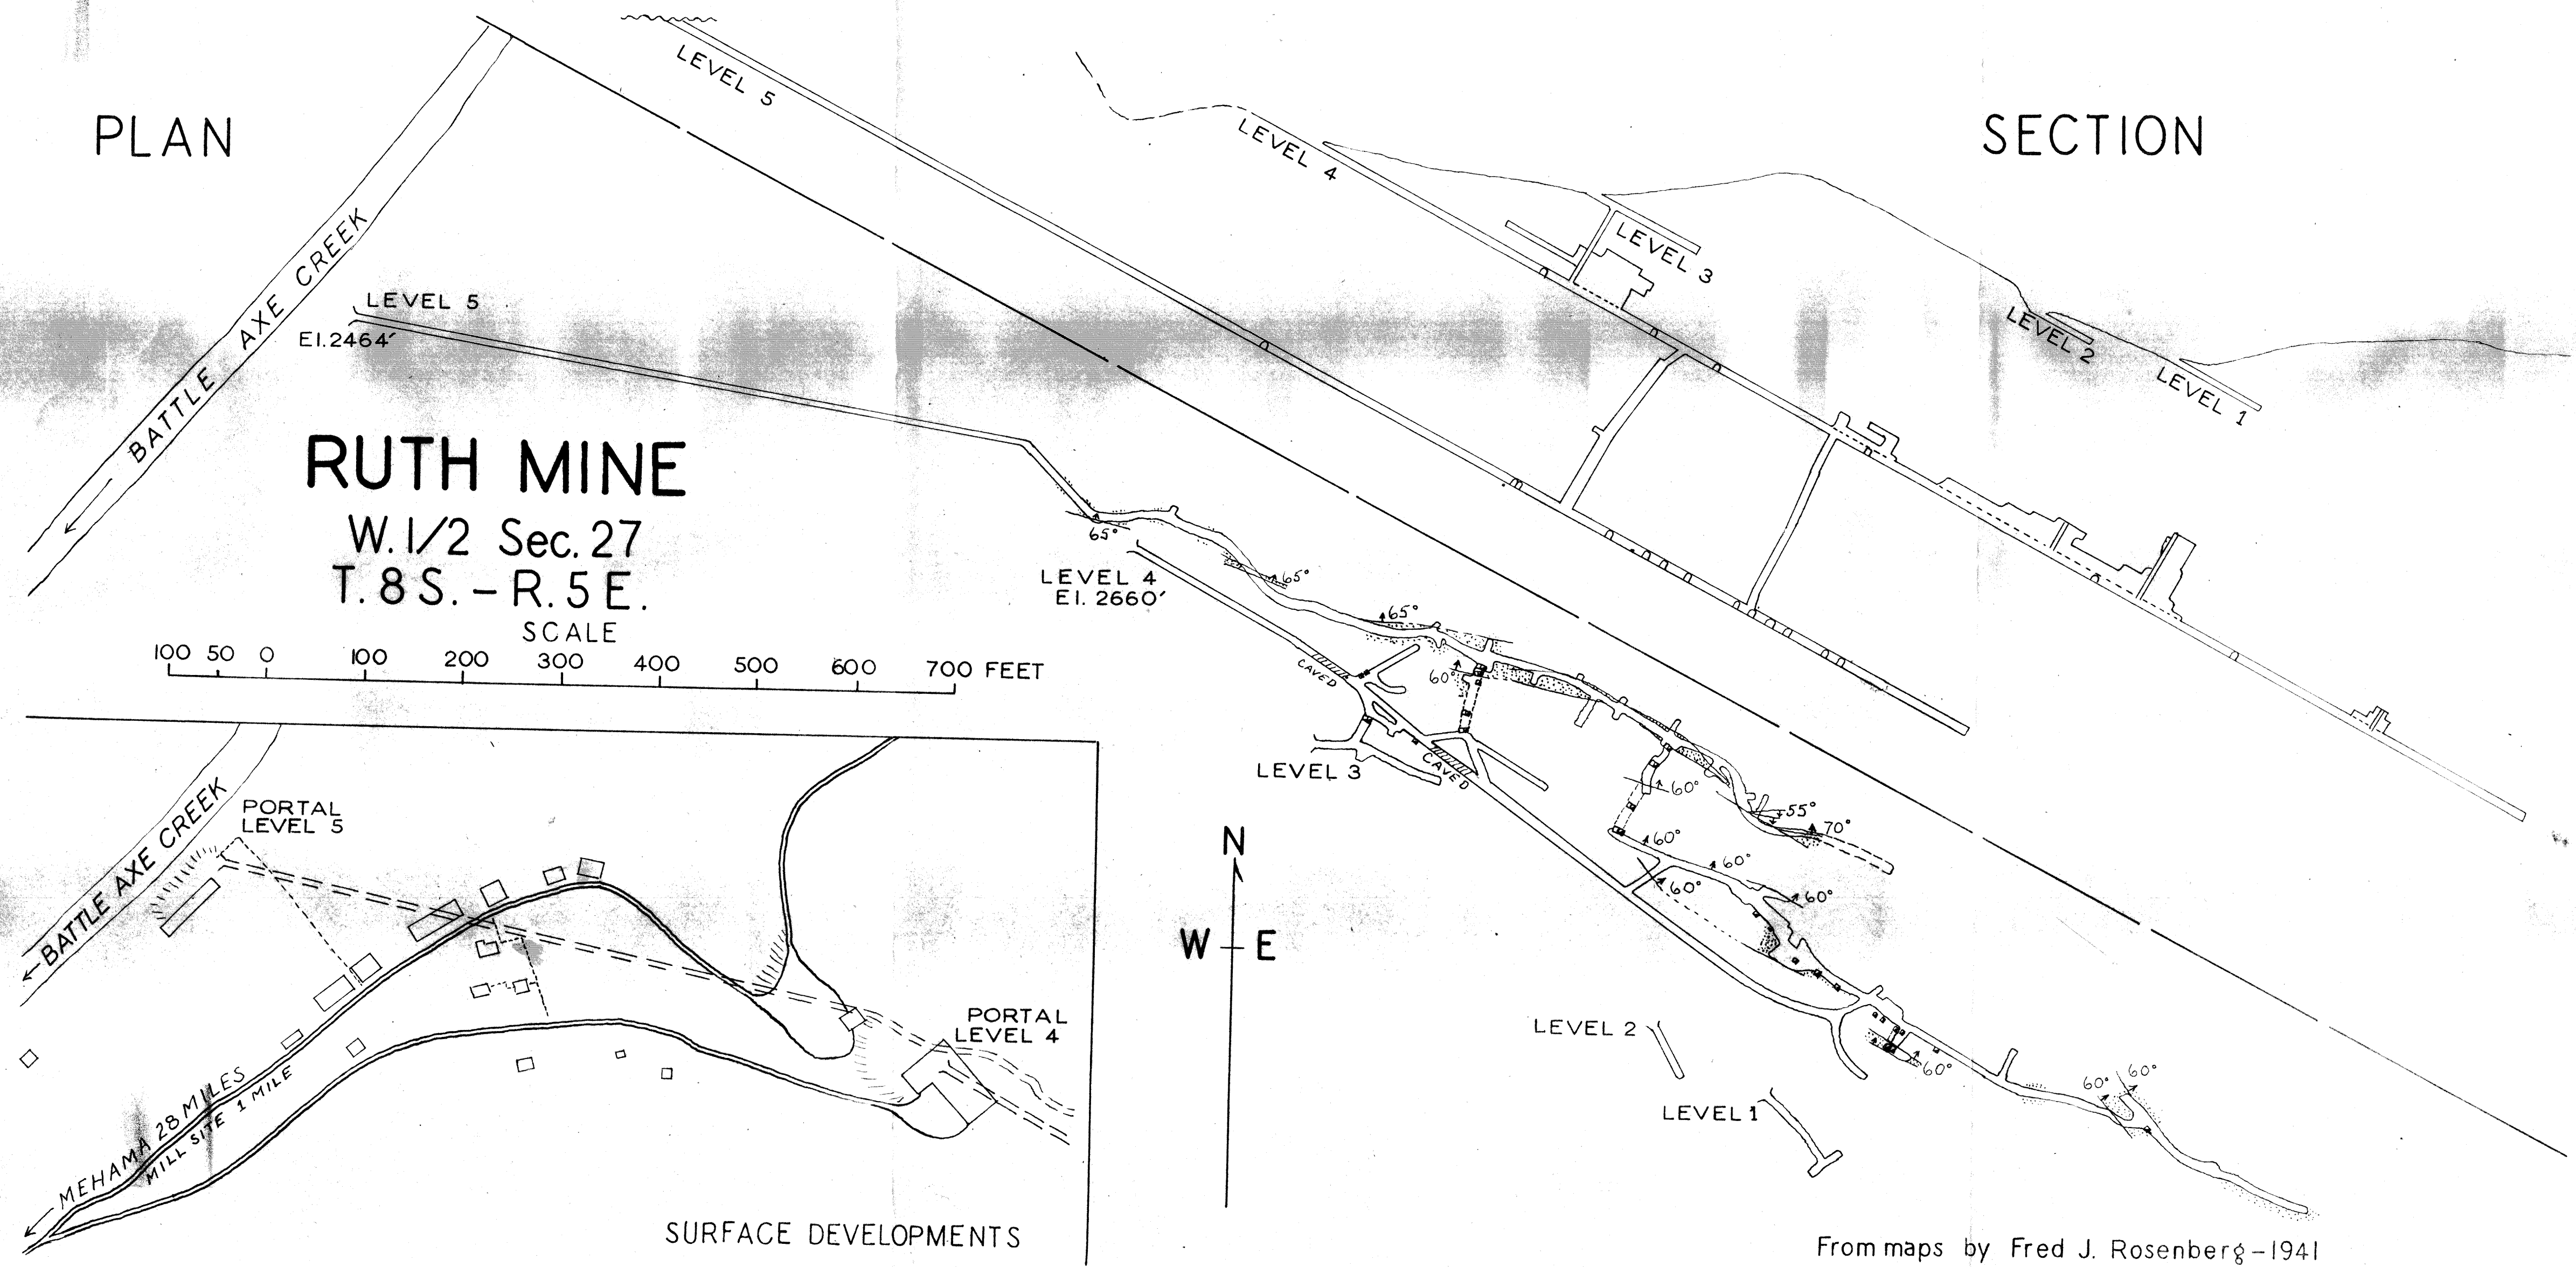 PLAN
SECTION
LEVEL 5
LEVEL 4
LEVEL 3
LEVEL 2
LEVEL 1
BATTLE AXE CREEK
LEVEL 5
El. 2464'
RUTH MINE
W. 1/2 Sec. 27
T. 8 S. – R. 5 E.
SCALE
100 50 0 100 200 300 400 500 600 700 FEET
65°
65°
65°
LEVEL 4
El. 2660'
CAVED
60°
CAVED
LEVEL 3
60°
55°
70°
60°
60°
60°
60°
LEVEL 2
60°
60°
60°
LEVEL 1
N
W E
PORTAL
LEVEL 5
BATTLE AXE CREEK
PORTAL
LEVEL 4
MEHAMA 28 MILES
MILL SITE 1 MILE
SURFACE DEVELOPMENTS
From maps by Fred J. Rosenberg – 1941